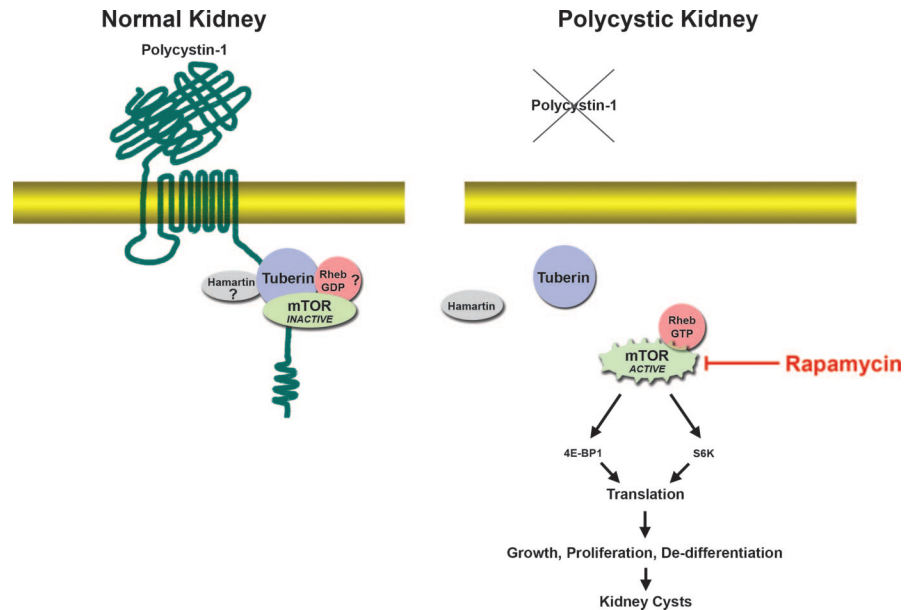 Normal Kidney
Polycystin-1
Hamartin
?
Tuberin
Rheb
GDP
?
mTOR
INACTIVE
Polycystic Kidney
Polycystin-1
Tuberin
Hamartin
Rheb
GTP
mTOR
ACTIVE
Rapamycin
4E-BP1
S6K
Translation
Growth, Proliferation, De-differentiation
Kidney Cysts